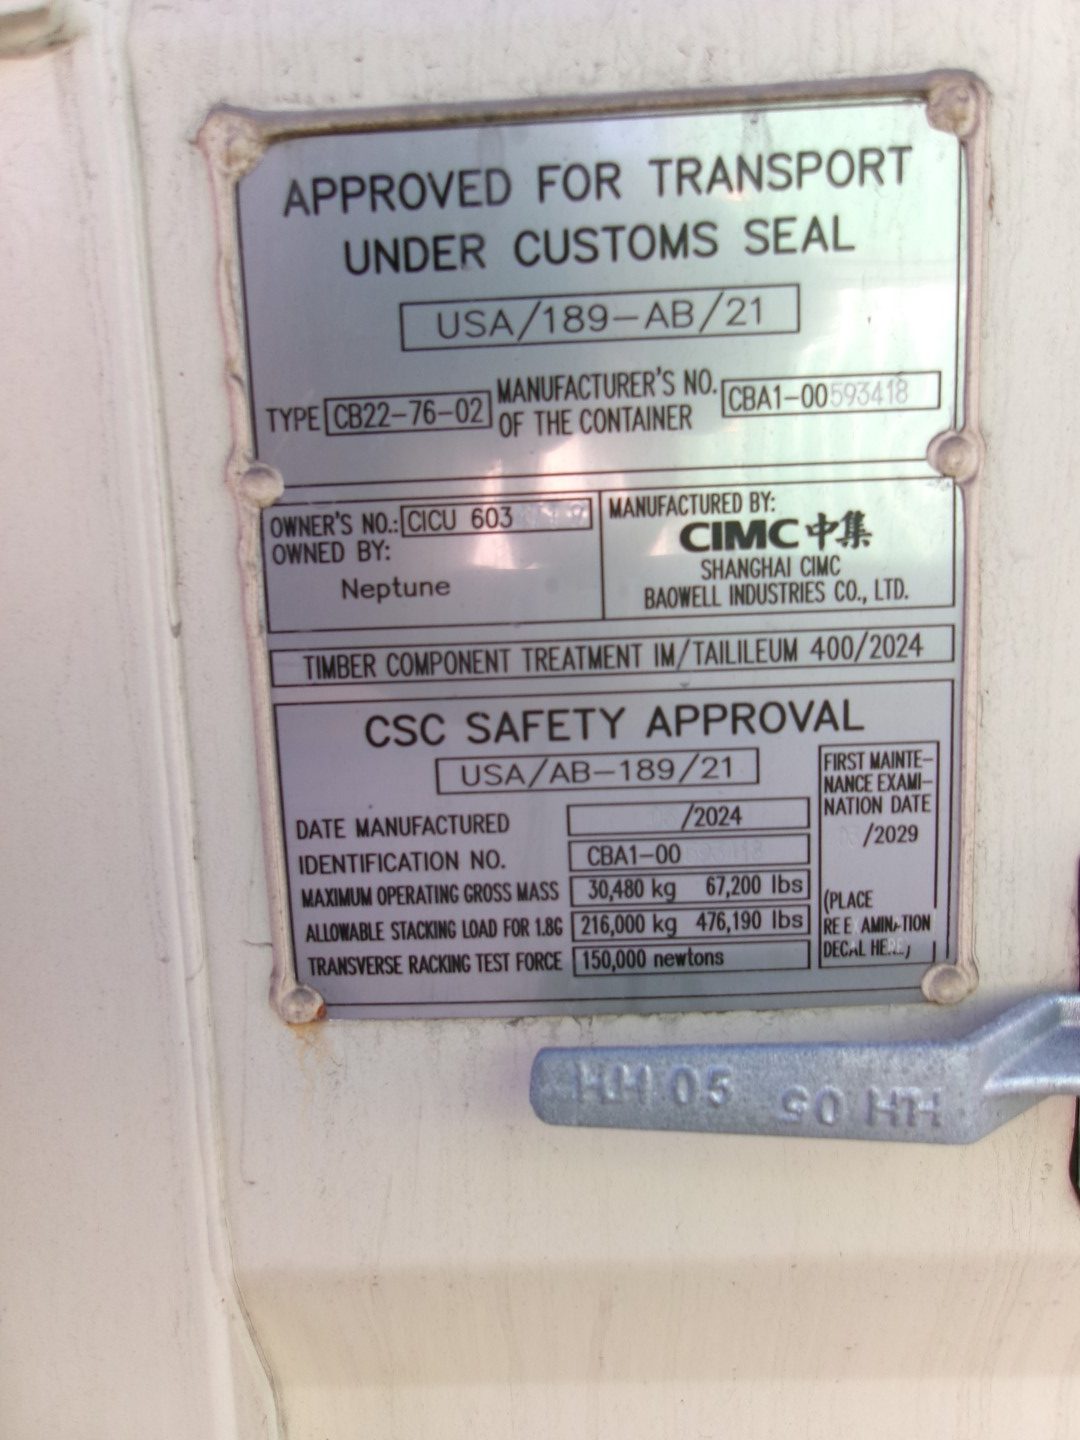 APPROVED FOR TRANSPORT
UNDER CUSTOMS SEAL
USA/189-AB/21
TYPE CB22-76-02 MANUFACTURER'S NO. OF THE CONTAINER CBA1-00593418
OWNER'S NO.: CICU 603
OWNED BY:
Neptune
MANUFACTURED BY:
CIMC 中集
SHANGHAI CIMC
BAOWELL INDUSTRIES CO., LTD.
TIMBER COMPONENT TREATMENT IM/TAILILEUM 400/2024
CSC SAFETY APPROVAL
USA/AB-189/21
DATE MANUFACTURED /2024
IDENTIFICATION NO. CBA1-00
MAXIMUM OPERATING GROSS MASS 30,480 kg 67,200 lbs
ALLOWABLE STACKING LOAD FOR 1.8G 216,000 kg 476,190 lbs
TRANSVERSE RACKING TEST FORCE 150,000 newtons
FIRST MAINTE-
NANCE EXAMI-
NATION DATE
/2029
(PLACE
RE EXAMINATION
DECAL HERE)
HH 05 50 HH